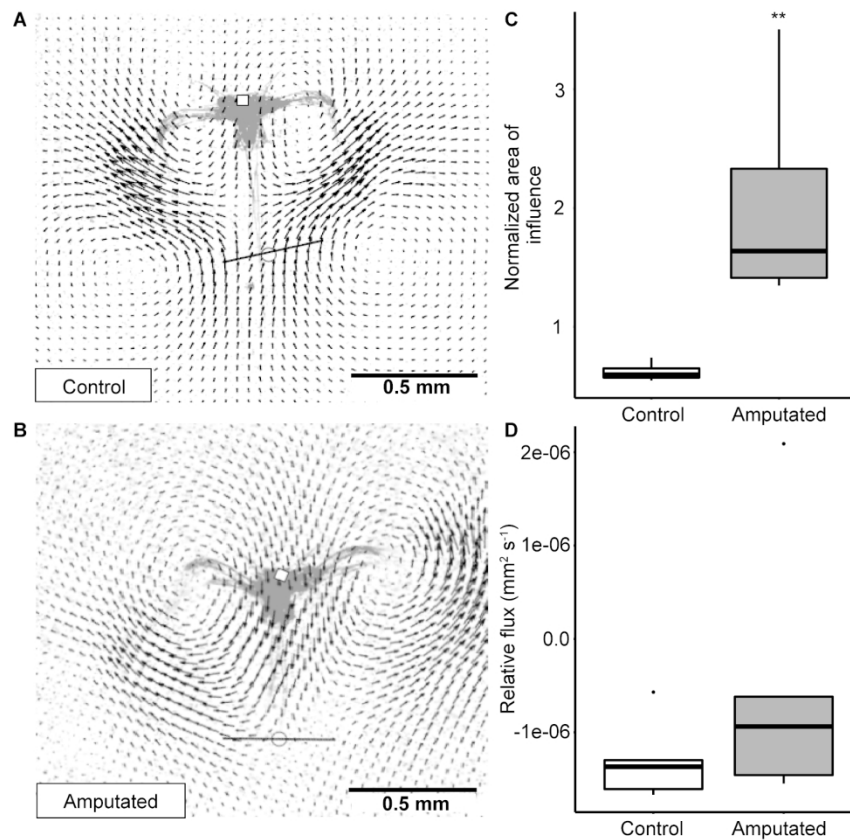 A
Control
0.5 mm
B
Amputated
0.5 mm
C
**
Normalized area of
influence
3
2
1
Control
Amputated
D
Relative flux (mm² s⁻¹)
2e-06
1e-06
0.0
-1e-06
Control
Amputated